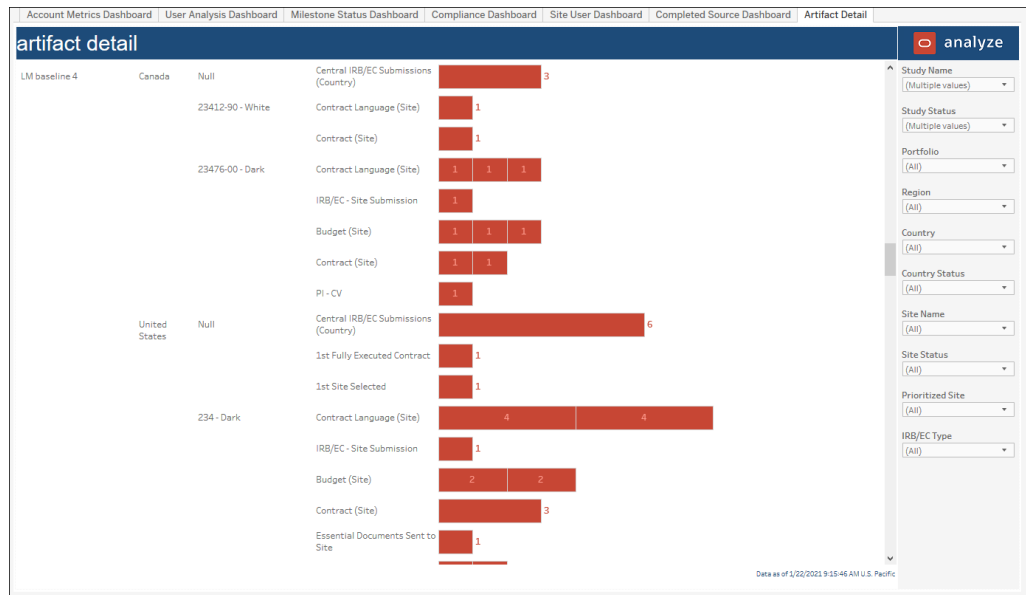 Account Metrics Dashboard User Analysis Dashboard Milestone Status Dashboard Compliance Dashboard Site User Dashboard Completed Source Dashboard Artifact Detail
artifact detail
analyze
LM baseline 4 Canada Null Central IRB/EC Submissions
(Country) 3
23412-90 - White Contract Language (Site) 1
Contract (Site) 1
23476-00 - Dark Contract Language (Site) 1 1 1
IRB/EC - Site Submission 1
Budget (Site) 1 1 1
Contract (Site) 1 1
PI - CV 1
United
States Null Central IRB/EC Submissions
(Country) 6
1st Fully Executed Contract 1
1st Site Selected 1
234 - Dark Contract Language (Site) 4 4
IRB/EC - Site Submission 1
Budget (Site) 2 2
Contract (Site) 3
Essential Documents Sent to
Site 1
Data as of 1/22/2021 9:15:46 AM U.S. Pacific
Study Name
(Multiple values)
Study Status
(Multiple values)
Portfolio
(All)
Region
(All)
Country
(All)
Country Status
(All)
Site Name
(All)
Site Status
(All)
Prioritized Site
(All)
IRB/EC Type
(All)